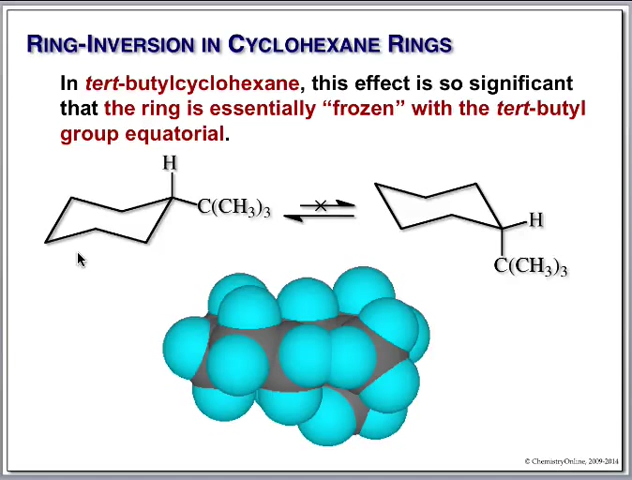 RING-INVERSION IN CYCLOHEXANE RINGS
In tert-butylcyclohexane, this effect is so significant
that the ring is essentially “frozen” with the tert-butyl
group equatorial.
H
C(CH₃)₃
H
C(CH₃)₃
© ChemistryOnline, 2009-2014